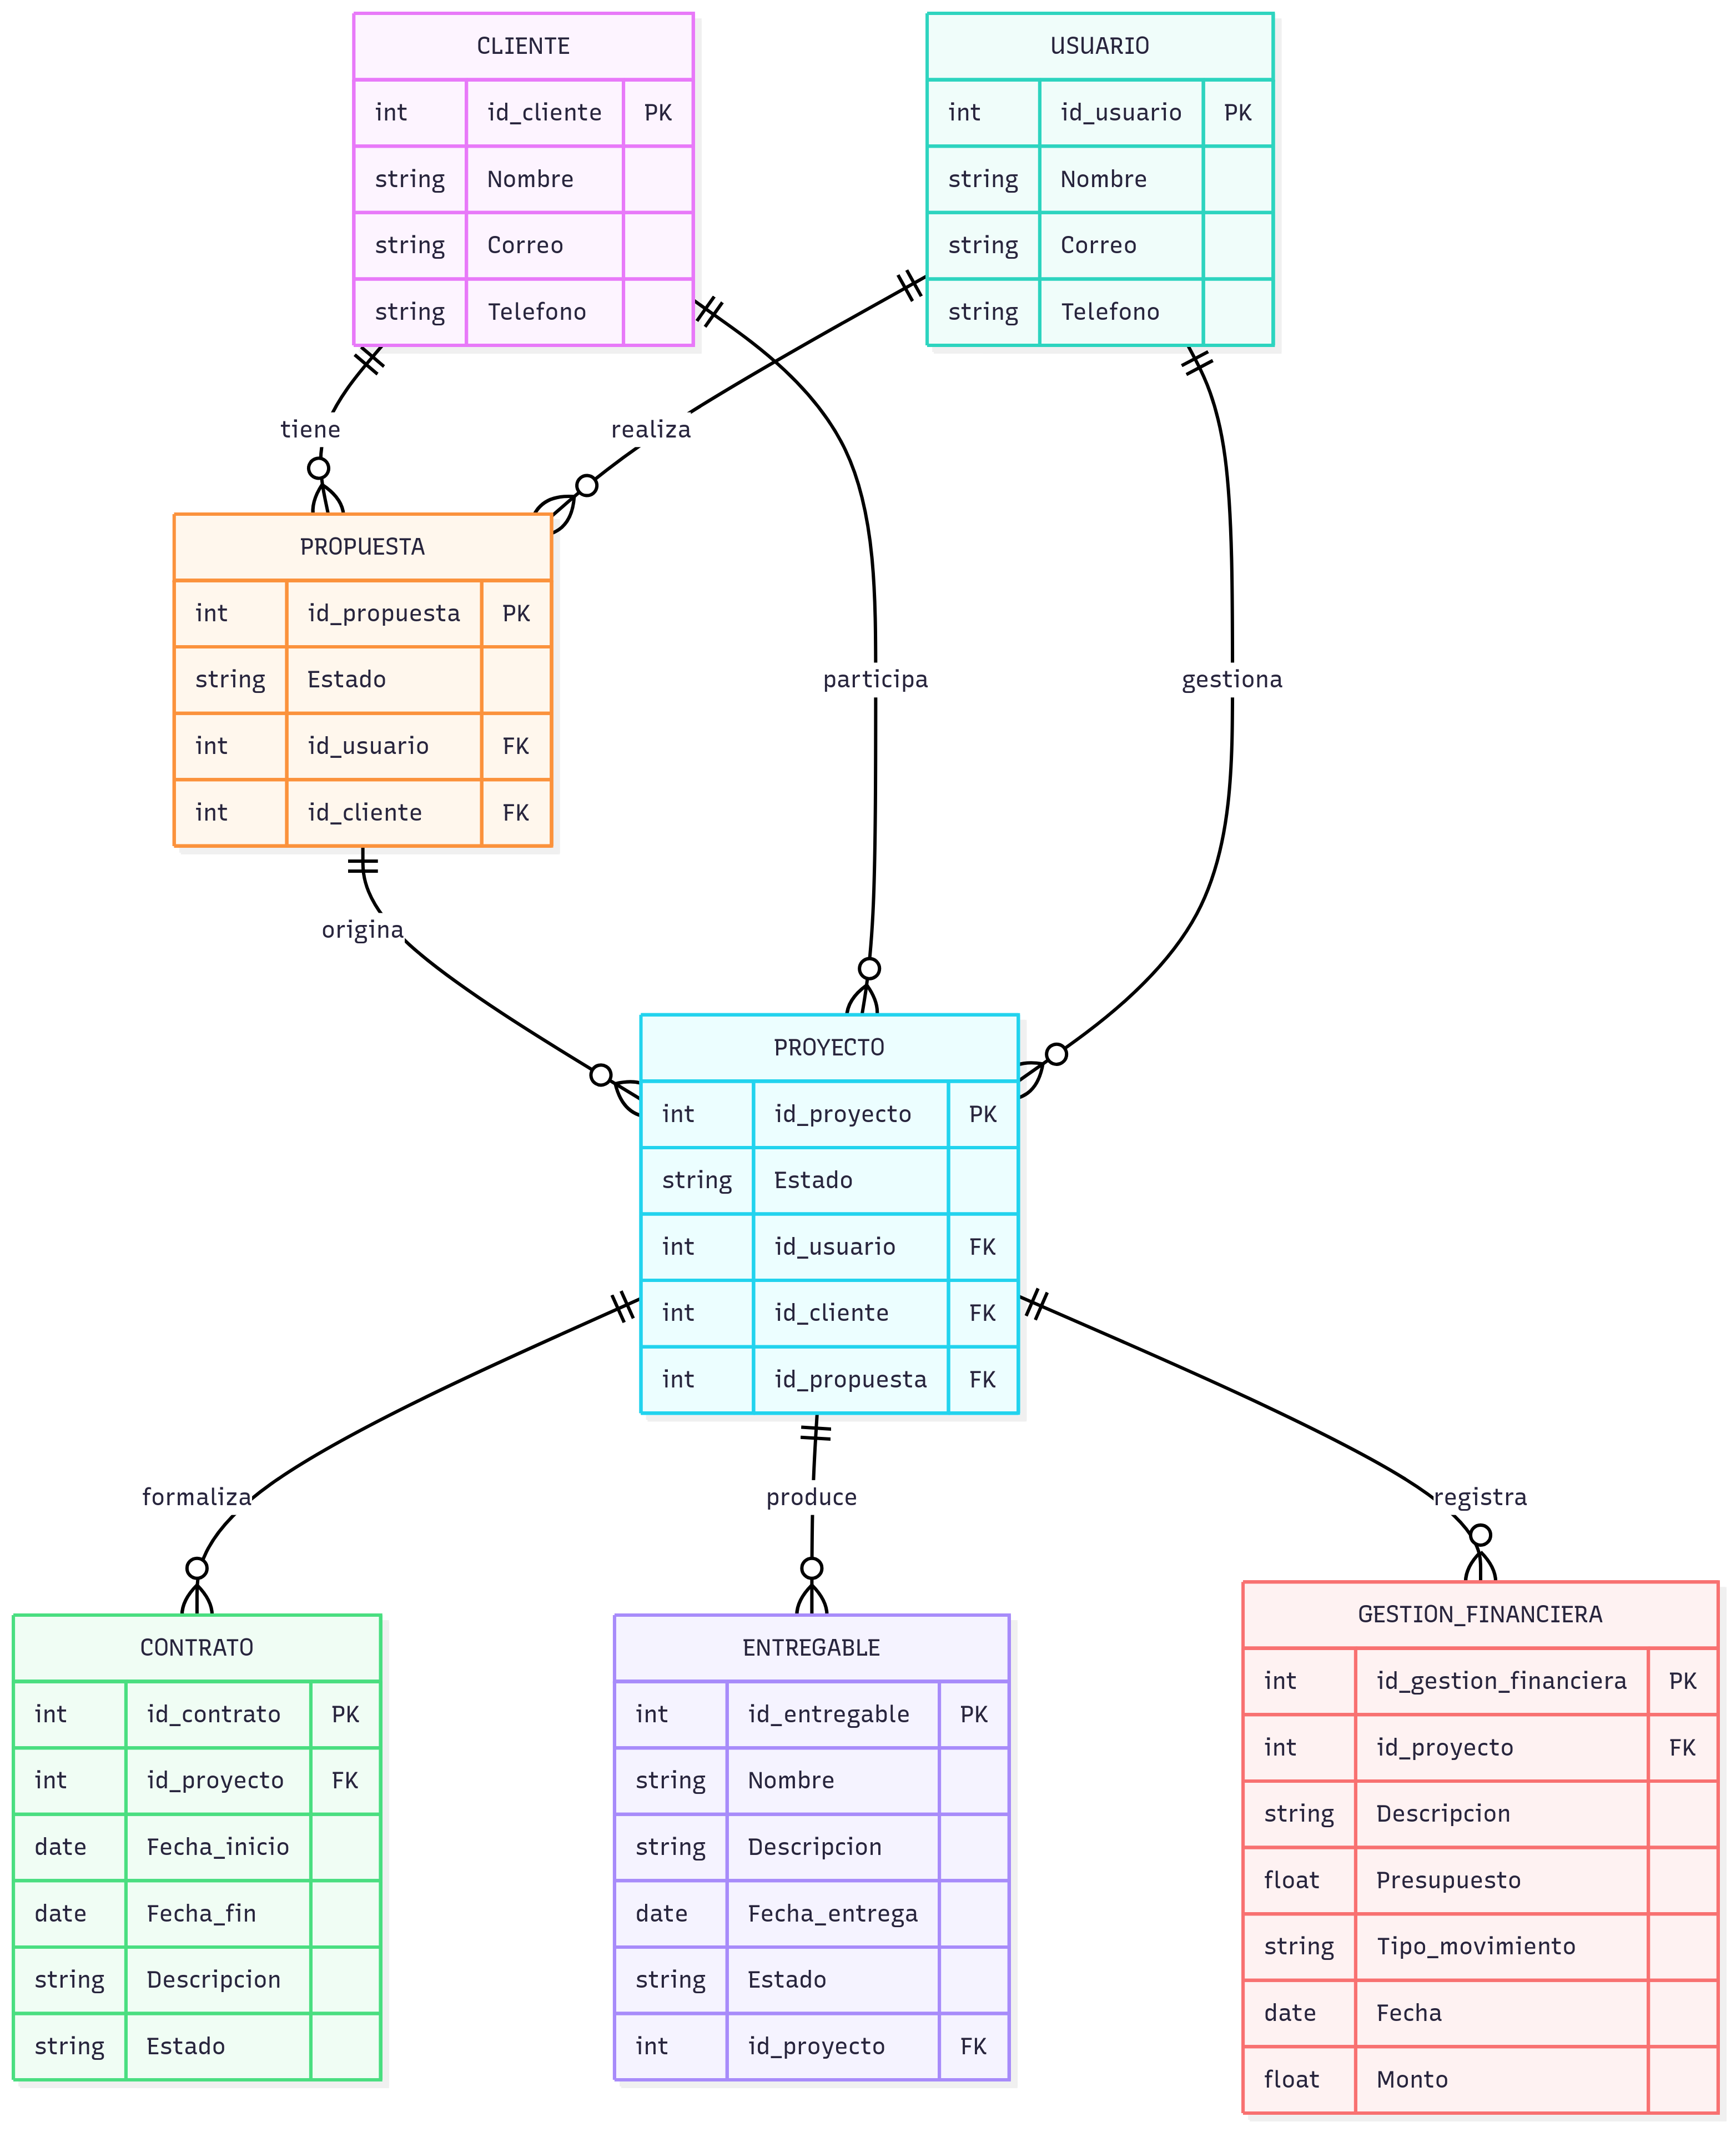 CLIENTE
int id_cliente PK
string Nombre
string Correo
string Telefono
USUARIO
int id_usuario PK
string Nombre
string Correo
string Telefono
tiene
realiza
PROPUESTA
int id_propuesta PK
string Estado
int id_usuario FK
int id_cliente FK
participa
gestiona
origina
PROYECTO
int id_proyecto PK
string Estado
int id_usuario FK
int id_cliente FK
int id_propuesta FK
formaliza
produce
registra
CONTRATO
int id_contrato PK
int id_proyecto FK
date Fecha_inicio
date Fecha_fin
string Descripcion
string Estado
ENTREGABLE
int id_entregable PK
string Nombre
string Descripcion
date Fecha_entrega
string Estado
int id_proyecto FK
GESTION_FINANCIERA
int id_gestion_financiera PK
int id_proyecto FK
string Descripcion
float Presupuesto
string Tipo_movimiento
date Fecha
float Monto